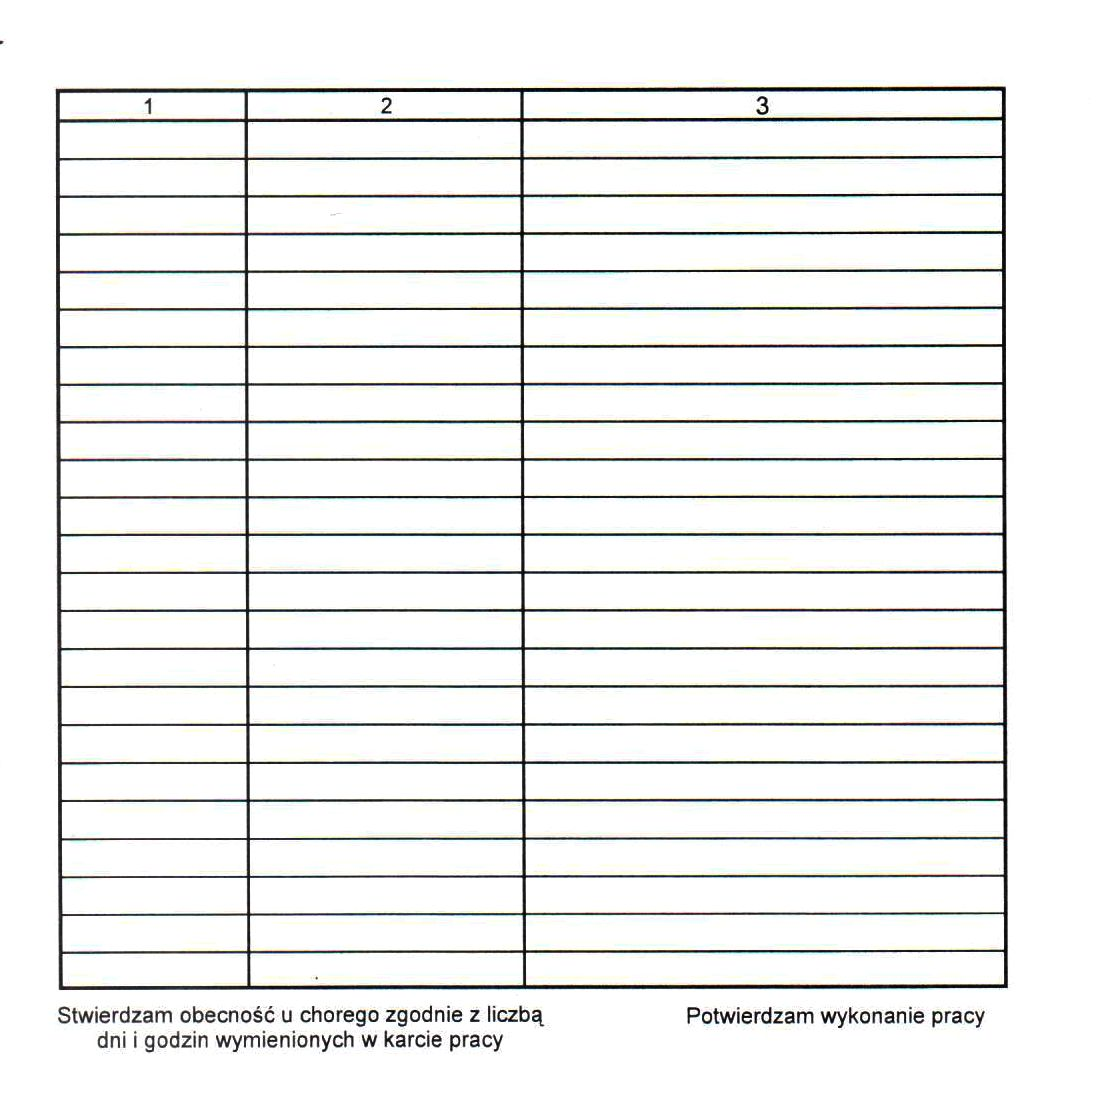 1 2 3
Stwierdzam obecność u chorego zgodnie z liczbą
dni i godzin wymienionych w karcie pracy
Potwierdzam wykonanie pracy